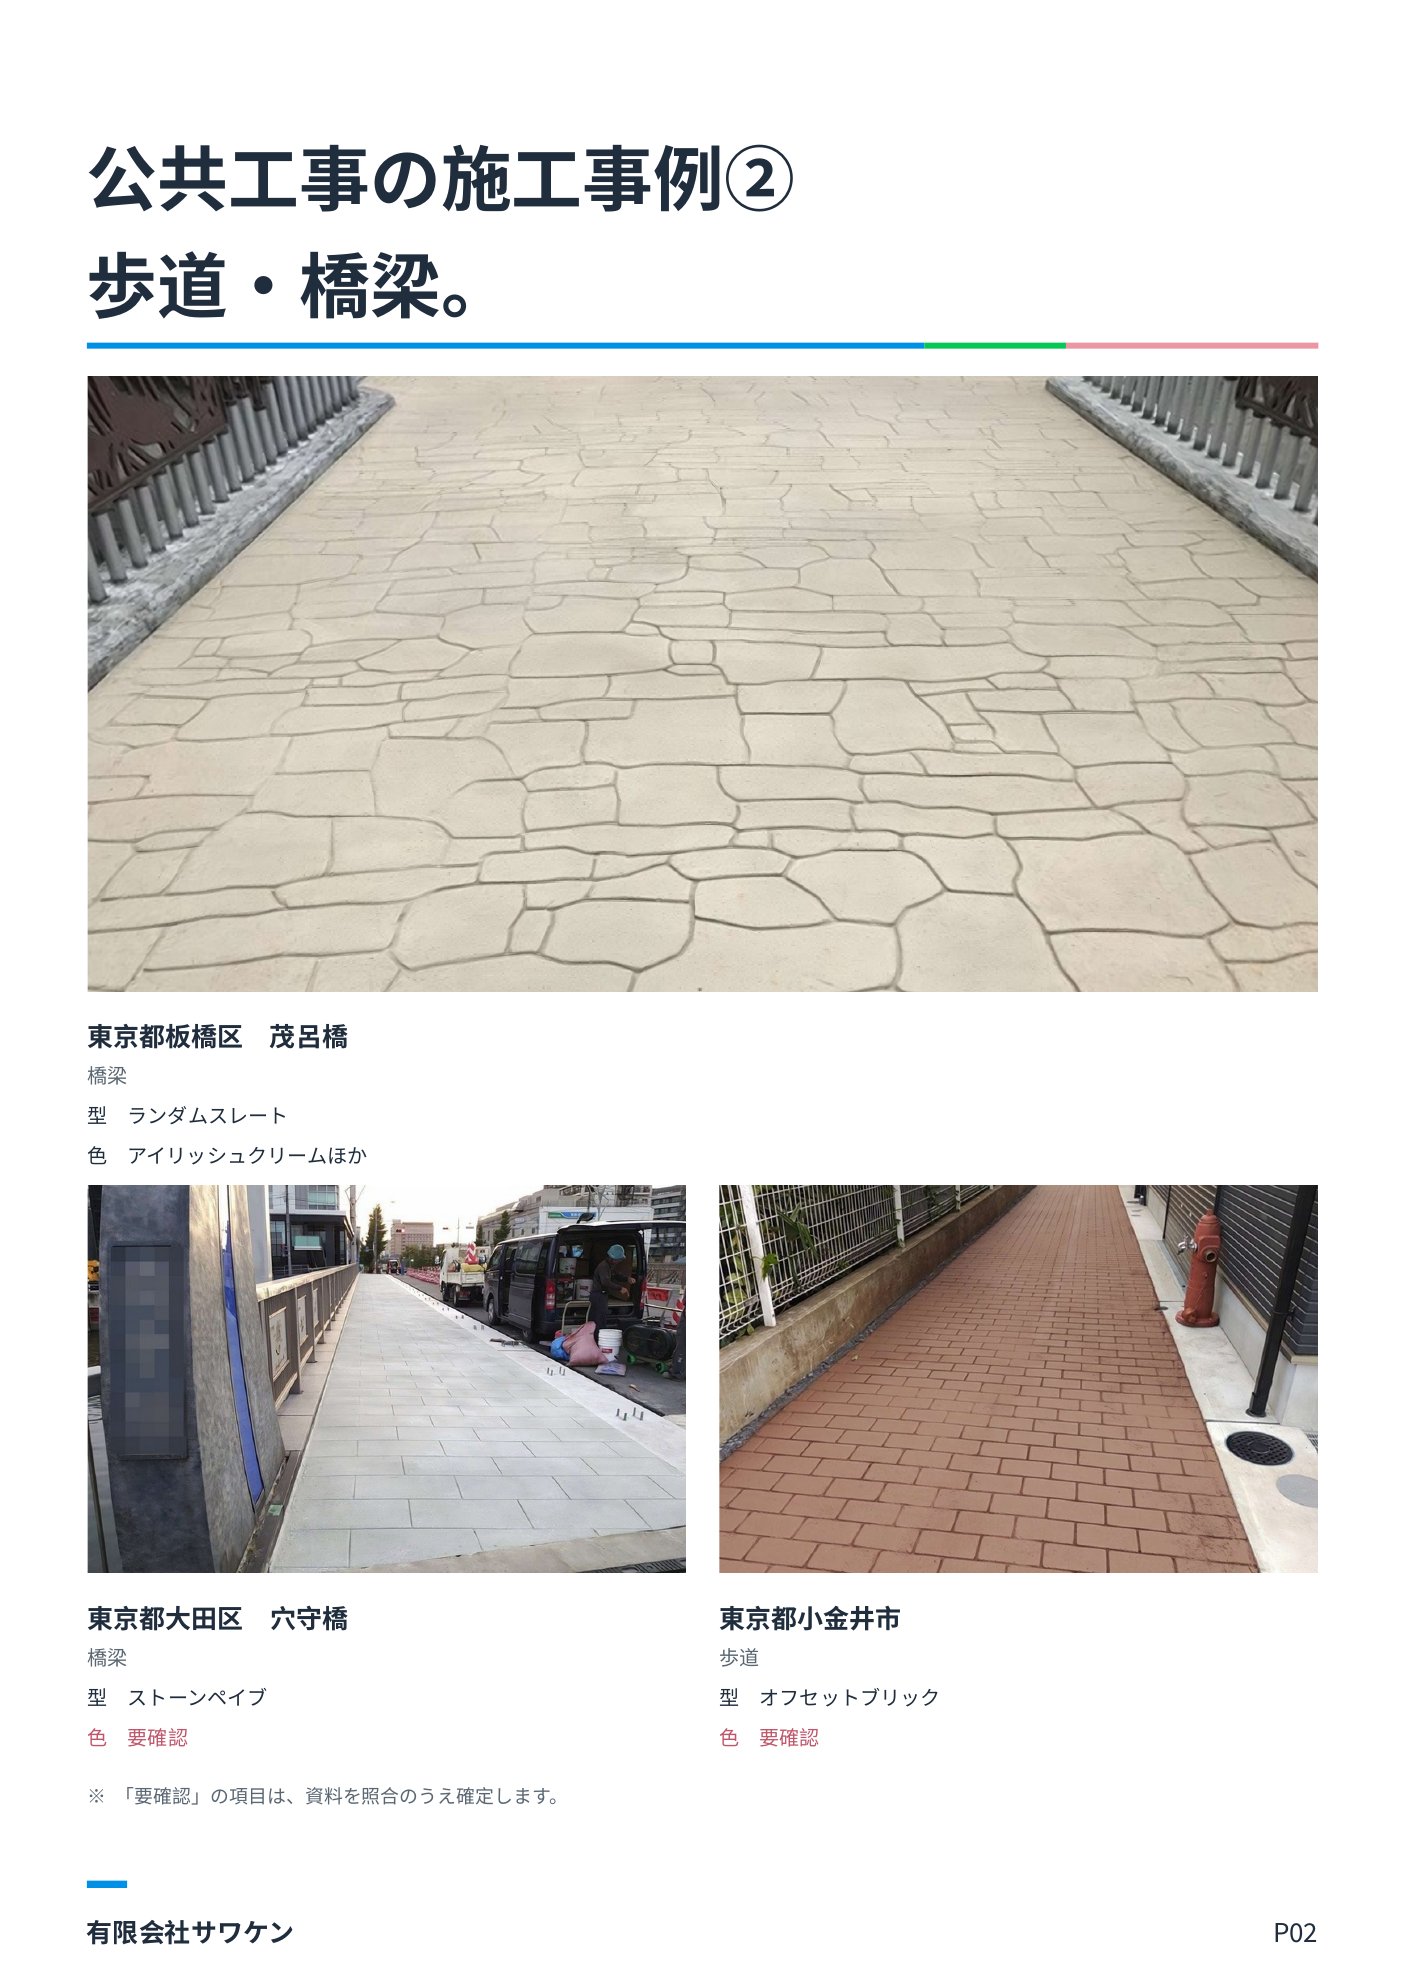 公共工事の施工事例②
歩道・橋梁。
東京都板橋区　茂呂橋
橋梁
型　ランダムスレート
色　アイリッシュクリームほか
東京都大田区　穴守橋
橋梁
型　ストーンペイブ
色　要確認
東京都小金井市
歩道
型　オフセットブリック
色　要確認
※　「要確認」の項目は、資料を照合のうえ確定します。
有限会社サワケン
P02